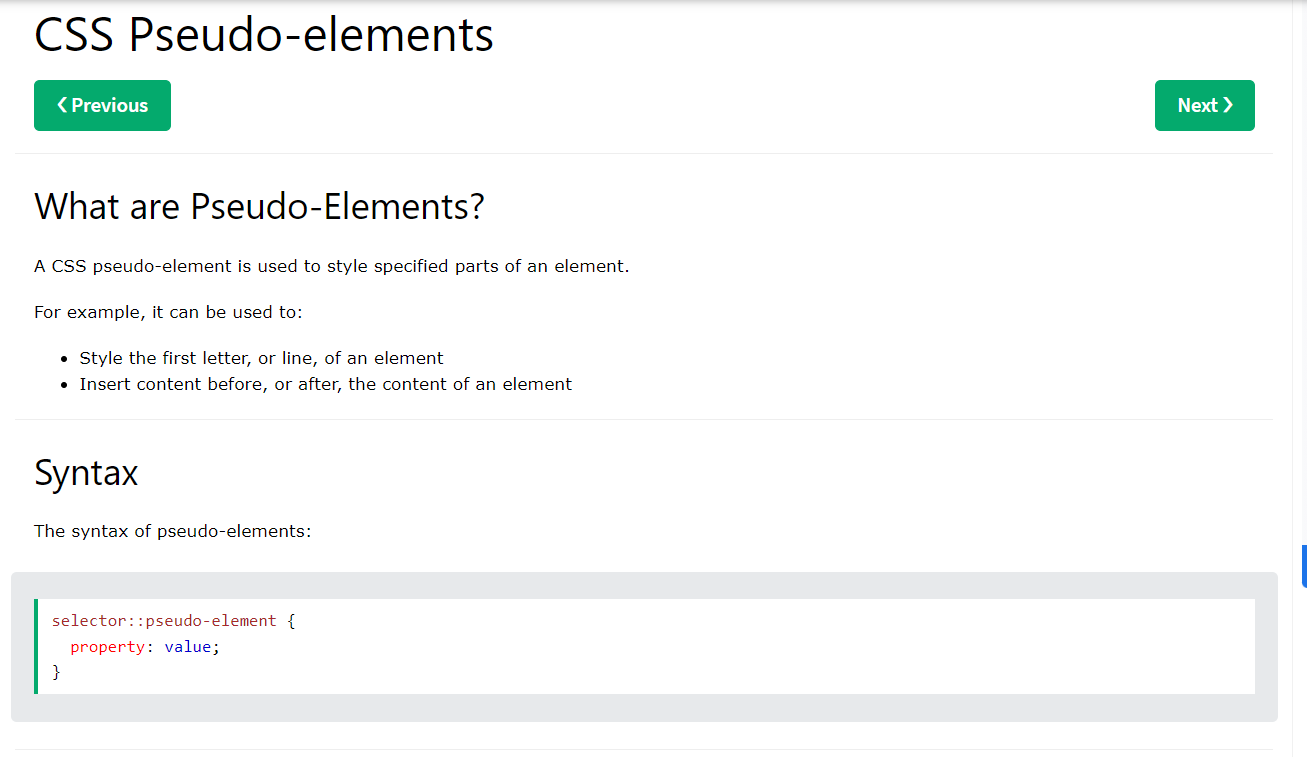 CSS Pseudo-elements
❮ Previous
Next ❯
What are Pseudo-Elements?
A CSS pseudo-element is used to style specified parts of an element.
For example, it can be used to:
• Style the first letter, or line, of an element
• Insert content before, or after, the content of an element
Syntax
The syntax of pseudo-elements:
selector::pseudo-element {
  property: value;
}